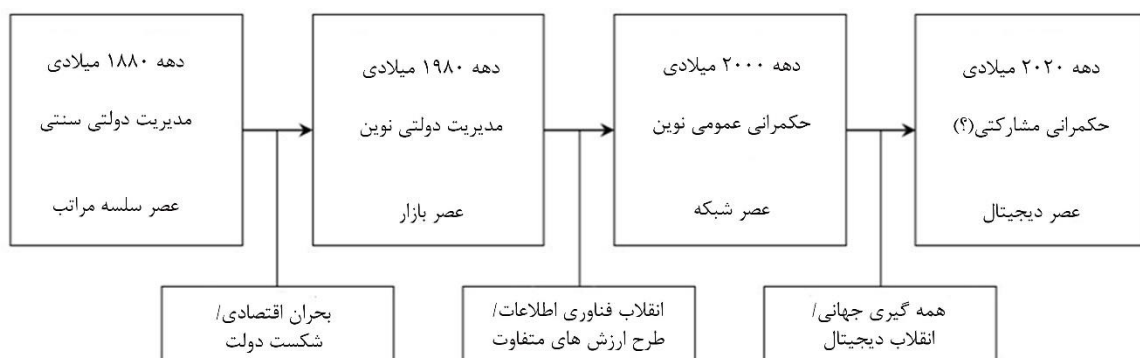 دهه ۱۸۸۰ میلادی
مدیریت دولتی سنتی
عصر سلسه مراتب
دهه ۱۹۸۰ میلادی
مدیریت دولتی نوین
عصر بازار
دهه ۲۰۰۰ میلادی
حکمرانی عمومی نوین
عصر شبکه
دهه ۲۰۲۰ میلادی
حکمرانی مشارکتی(؟)
عصر دیجیتال
بحران اقتصادی/
شکست دولت
انقلاب فناوری اطلاعات/
طرح ارزش های متفاوت
همه گیری جهانی/
انقلاب دیجیتال